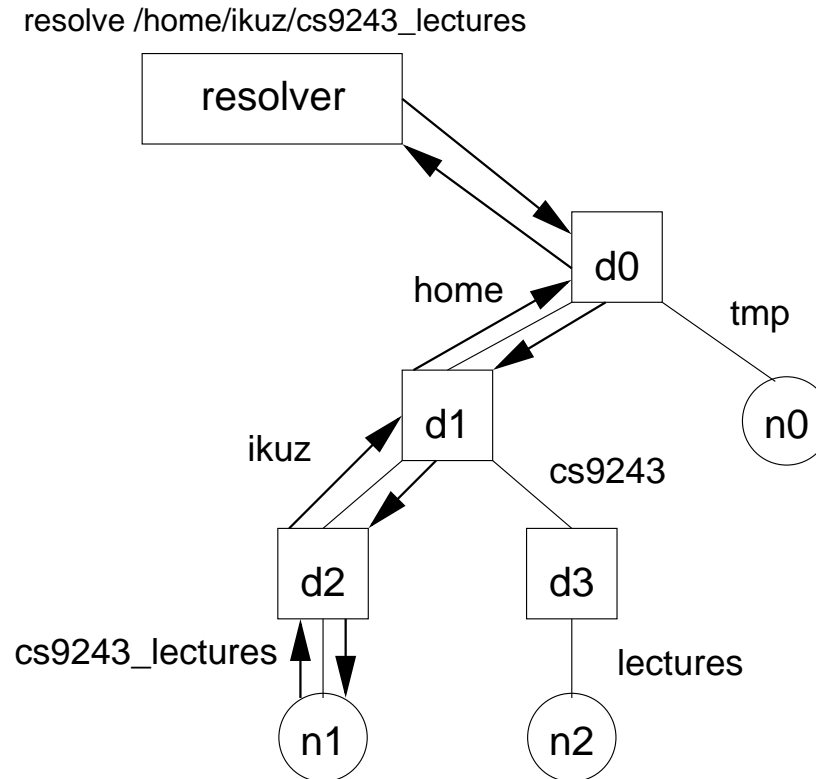 resolve /home/ikuz/cs9243_lectures
resolver
d0
home
tmp
d1
n0
ikuz
cs9243
d2
d3
cs9243_lectures
lectures
n1
n2